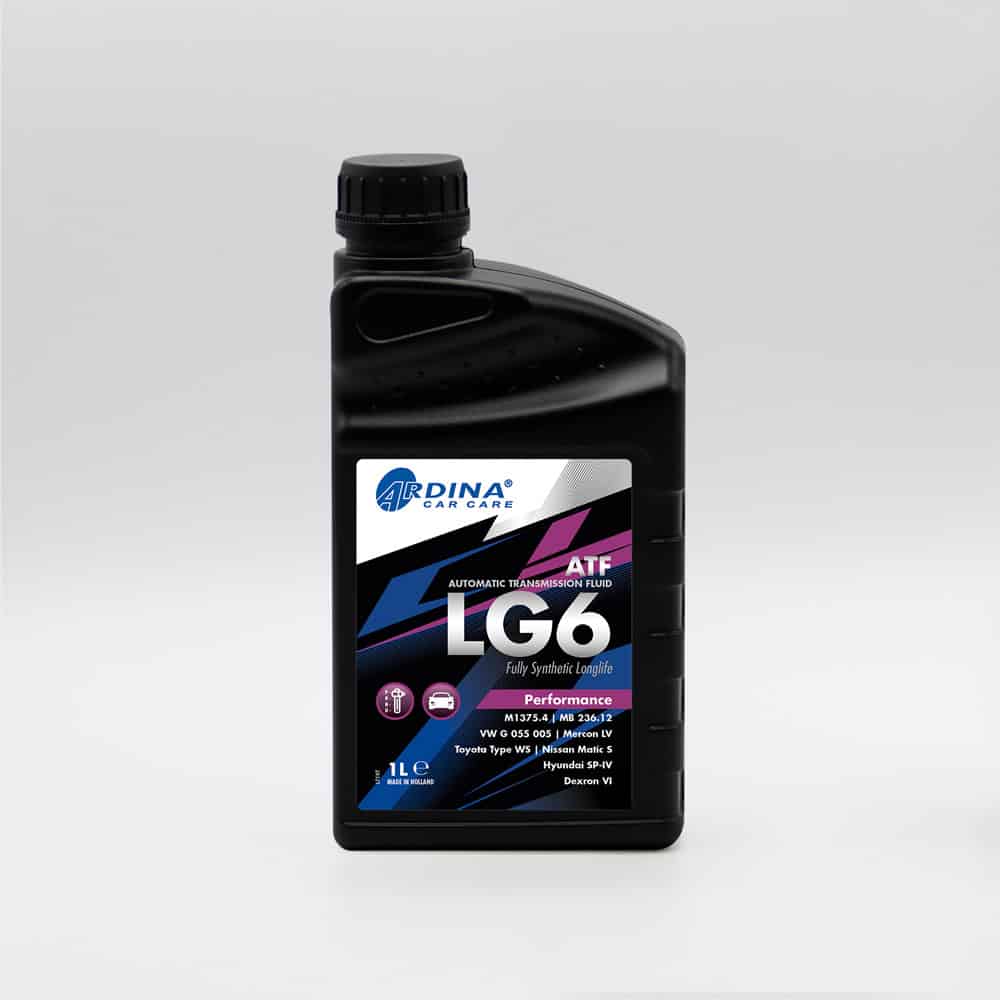 ARDINA®
CAR CARE
ATF
AUTOMATIC TRANSMISSION FLUID
LG6
Fully Synthetic Longlife
Performance
M1375.4 | MB 236.12
VW G 055 005 | Mercon LV
Toyota Type WS | Nissan Matic S
Hyundai SP-IV
Dexron VI
1L ℮
MADE IN HOLLAND